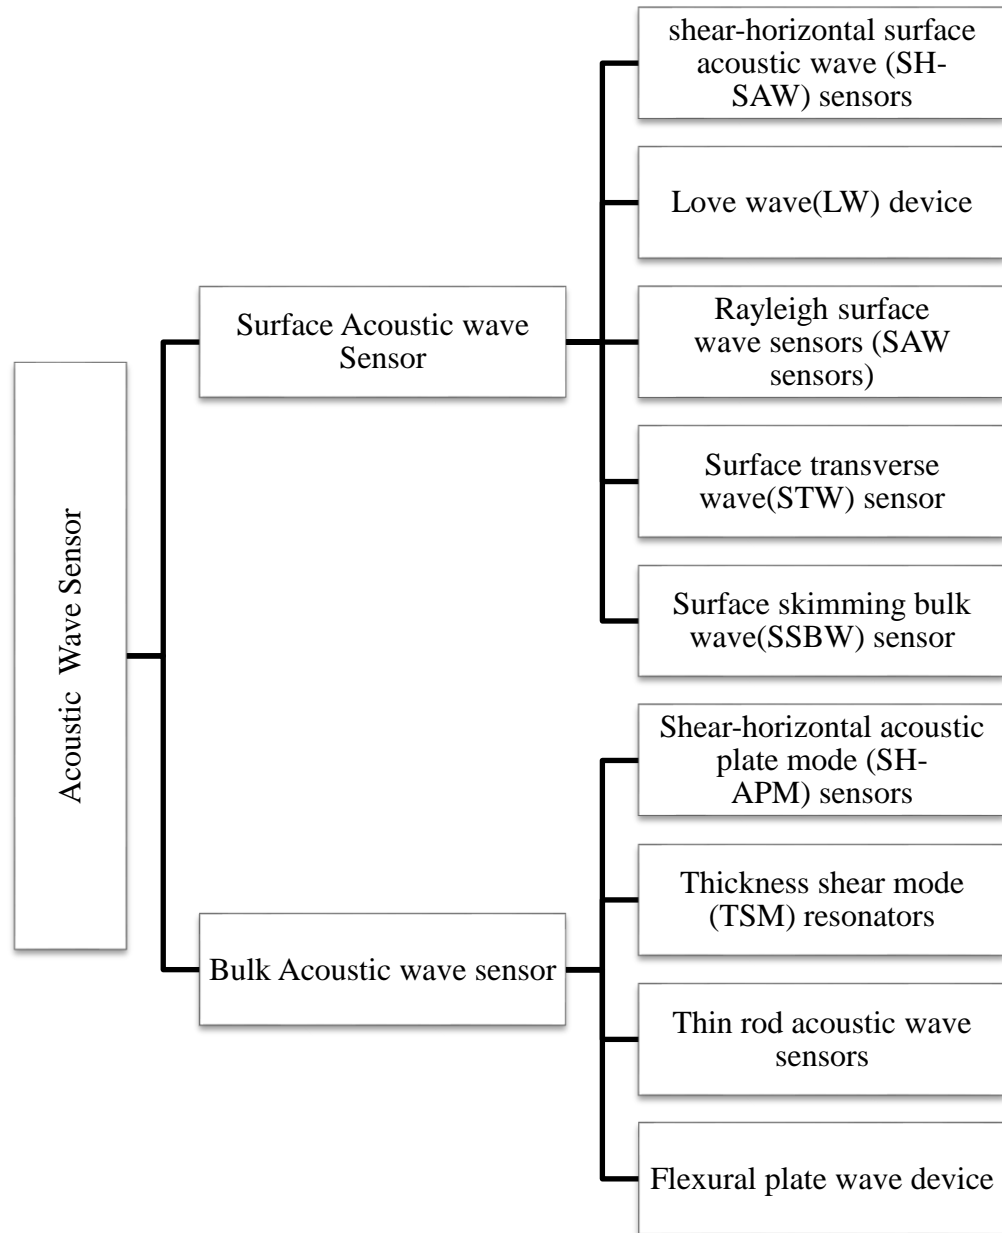 Acoustic Wave Sensor
Surface Acoustic wave
Sensor
shear-horizontal surface
acoustic wave (SH-
SAW) sensors
Love wave(LW) device
Rayleigh surface
wave sensors (SAW
sensors)
Surface transverse
wave(STW) sensor
Surface skimming bulk
wave(SSBW) sensor
Bulk Acoustic wave sensor
Shear-horizontal acoustic
plate mode (SH-
APM) sensors
Thickness shear mode
(TSM) resonators
Thin rod acoustic wave
sensors
Flexural plate wave device